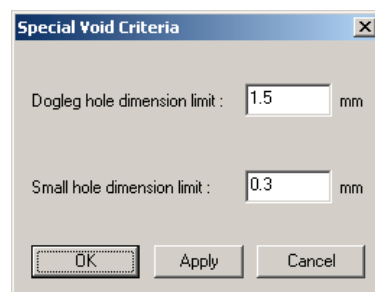 Special Void Criteria
Dogleg hole dimension limit : 1.5 mm
Small hole dimension limit : 0.3 mm
OK Apply Cancel